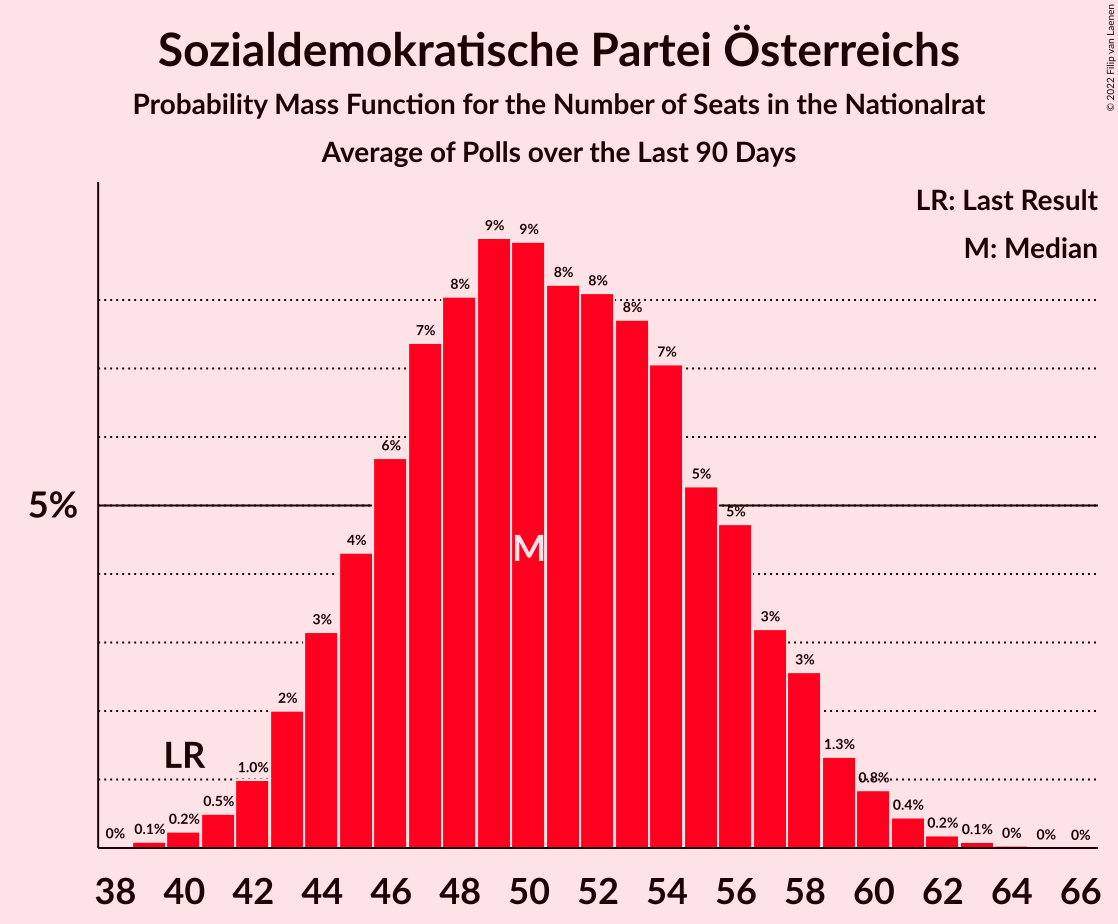 Sozialdemokratische Partei Österreichs
Probability Mass Function for the Number of Seats in the Nationalrat
Average of Polls over the Last 90 Days
© 2022 Filip van Laenen
LR: Last Result
M: Median
5%
0% 0.1% 0.2% 0.5% 1.0% 2% 3% 4% 6% 7% 8% 9% 9% 8% 8% 8% 7% 5% 5% 3% 3% 1.3% 0.8% 0.4% 0.2% 0.1% 0% 0% 0%
LR
M
38 40 42 44 46 48 50 52 54 56 58 60 62 64 66